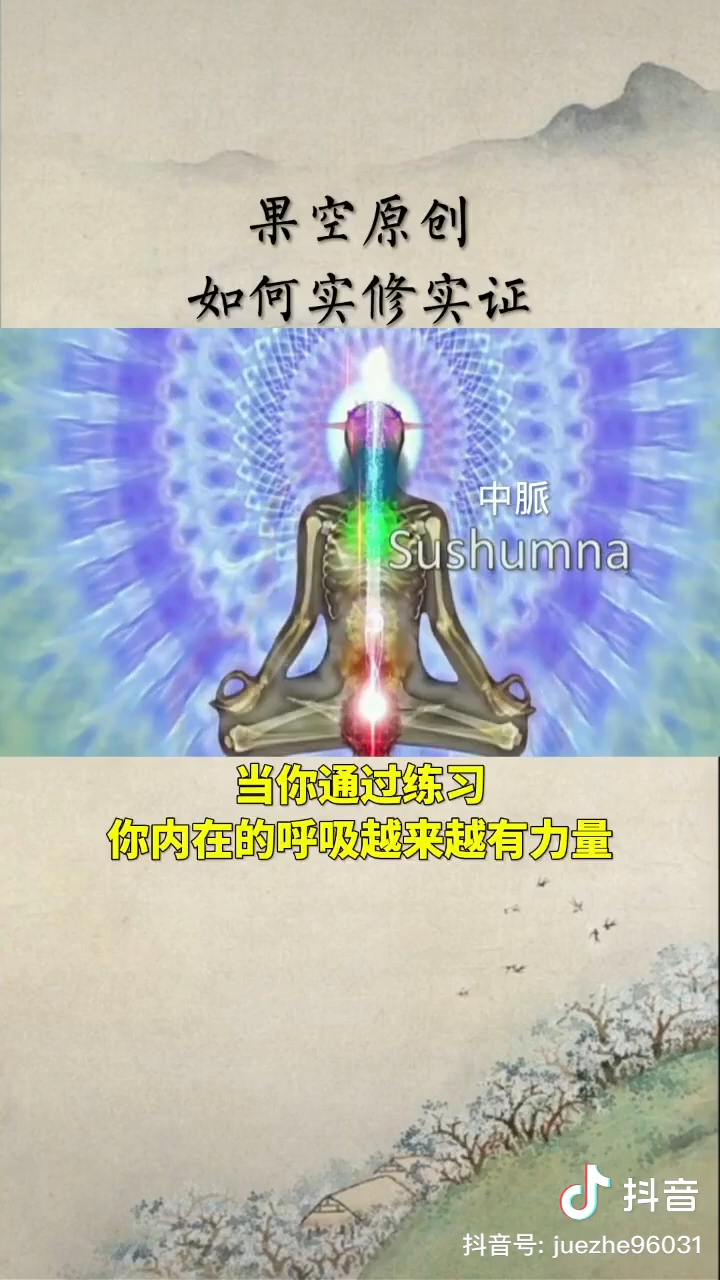 果空原创
如何实修实证
中脈
Sushumna
当你通过练习
你内在的呼吸越来越有力量
抖音
抖音号: juezhe96031